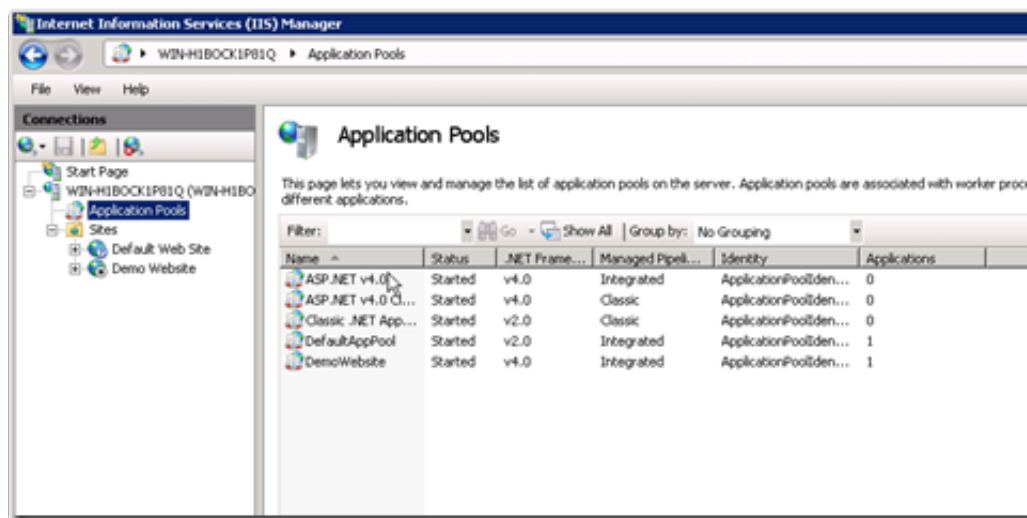 Internet Information Services (IIS) Manager
WIN-H1BOCK1P81Q Application Pools
File View Help
Connections
Start Page
WIN-H1BOCK1P81Q (WIN-H1BO
Application Pools
Sites
Default Web Site
Demo Website
Application Pools
This page lets you view and manage the list of application pools on the server. Application pools are associated with worker proce
different applications.
Filter: Go Show All Group by: No Grouping
Name Status .NET Frame... Managed Pipeli... Identity Applications
ASP.NET v4.0 Started v4.0 Integrated ApplicationPoolIden... 0
ASP.NET v4.0 Cl... Started v4.0 Classic ApplicationPoolIden... 0
Classic .NET App... Started v2.0 Classic ApplicationPoolIden... 0
DefaultAppPool Started v2.0 Integrated ApplicationPoolIden... 1
DemoWebsite Started v4.0 Integrated ApplicationPoolIden... 1